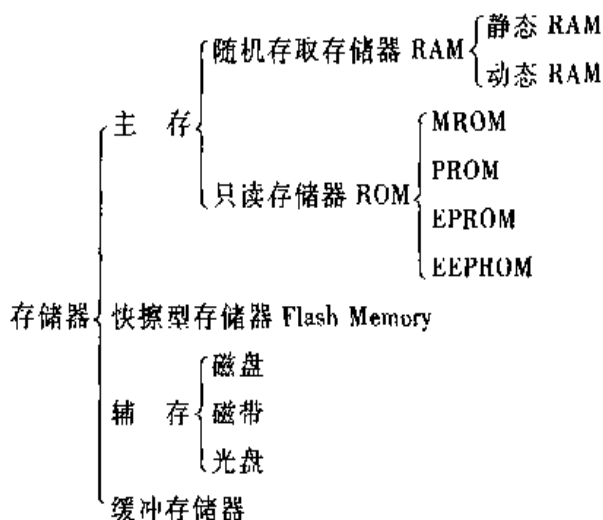 静态 RAM
随机存取存储器 RAM
动态 RAM
主 存
MROM
PROM
只读存储器 ROM
EPROM
EEPROM
存储器
快擦型存储器 Flash Memory
磁盘
辅 存
磁带
光盘
缓冲存储器